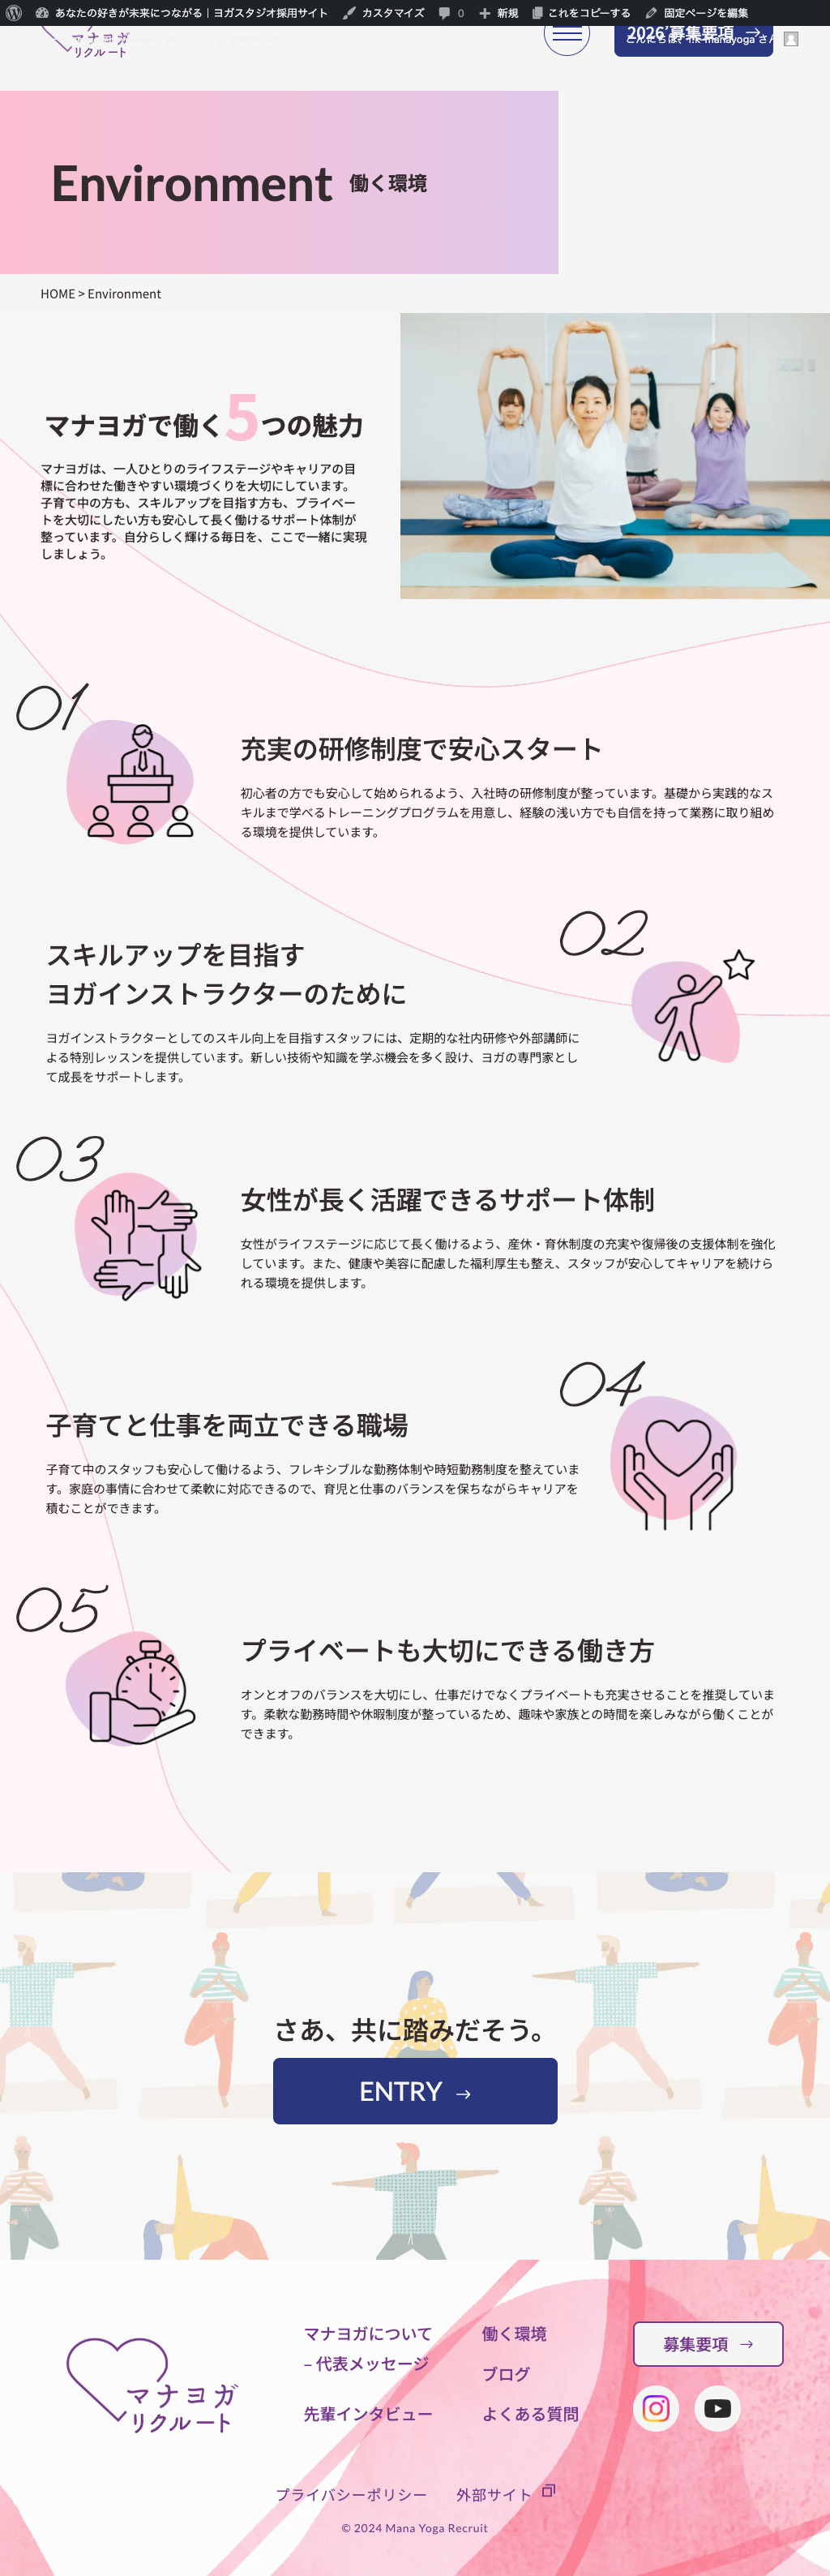 あなたの好きが未来につながる｜ヨガスタジオ採用サイト カスタマイズ 0 新規 これをコピーする 固定ページを編集
マナヨガ
リクルート
2026'募集要項 →
Environment 働く環境
HOME > Environment
マナヨガで働く5つの魅力
マナヨガは、一人ひとりのライフステージやキャリアの目
標に合わせた働きやすい環境づくりを大切にしています。
子育て中の方も、スキルアップを目指す方も、プライベー
トを大切にしたい方も安心して長く働けるサポート体制が
整っています。自分らしく輝ける毎日を、ここで一緒に実現
しましょう。
01
充実の研修制度で安心スタート
初心者の方でも安心して始められるよう、入社時の研修制度が整っています。基礎から実践的なス
キルまで学べるトレーニングプログラムを用意し、経験の浅い方でも自信を持って業務に取り組め
る環境を提供しています。
02
スキルアップを目指す
ヨガインストラクターのために
ヨガインストラクターとしてのスキル向上を目指すスタッフには、定期的な社内研修や外部講師に
よる特別レッスンを提供しています。新しい技術や知識を学ぶ機会を多く設け、ヨガの専門家とし
て成長をサポートします。
03
女性が長く活躍できるサポート体制
女性がライフステージに応じて長く働けるよう、産休・育休制度の充実や復帰後の支援体制を強化
しています。また、健康や美容に配慮した福利厚生も整え、スタッフが安心してキャリアを続けら
れる環境を提供します。
04
子育てと仕事を両立できる職場
子育て中のスタッフも安心して働けるよう、フレキシブルな勤務体制や時短勤務制度を整えていま
す。家庭の事情に合わせて柔軟に対応できるので、育児と仕事のバランスを保ちながらキャリアを
積むことができます。
05
プライベートも大切にできる働き方
オンとオフのバランスを大切にし、仕事だけでなくプライベートも充実させることを推奨していま
す。柔軟な勤務時間や休暇制度が整っているため、趣味や家族との時間を楽しみながら働くことが
できます。
さあ、共に踏みだそう。
ENTRY →
マナヨガ
リクルート
マナヨガについて
– 代表メッセージ
先輩インタビュー
働く環境
ブログ
よくある質問
募集要項 →
プライバシーポリシー 外部サイト
© 2024 Mana Yoga Recruit